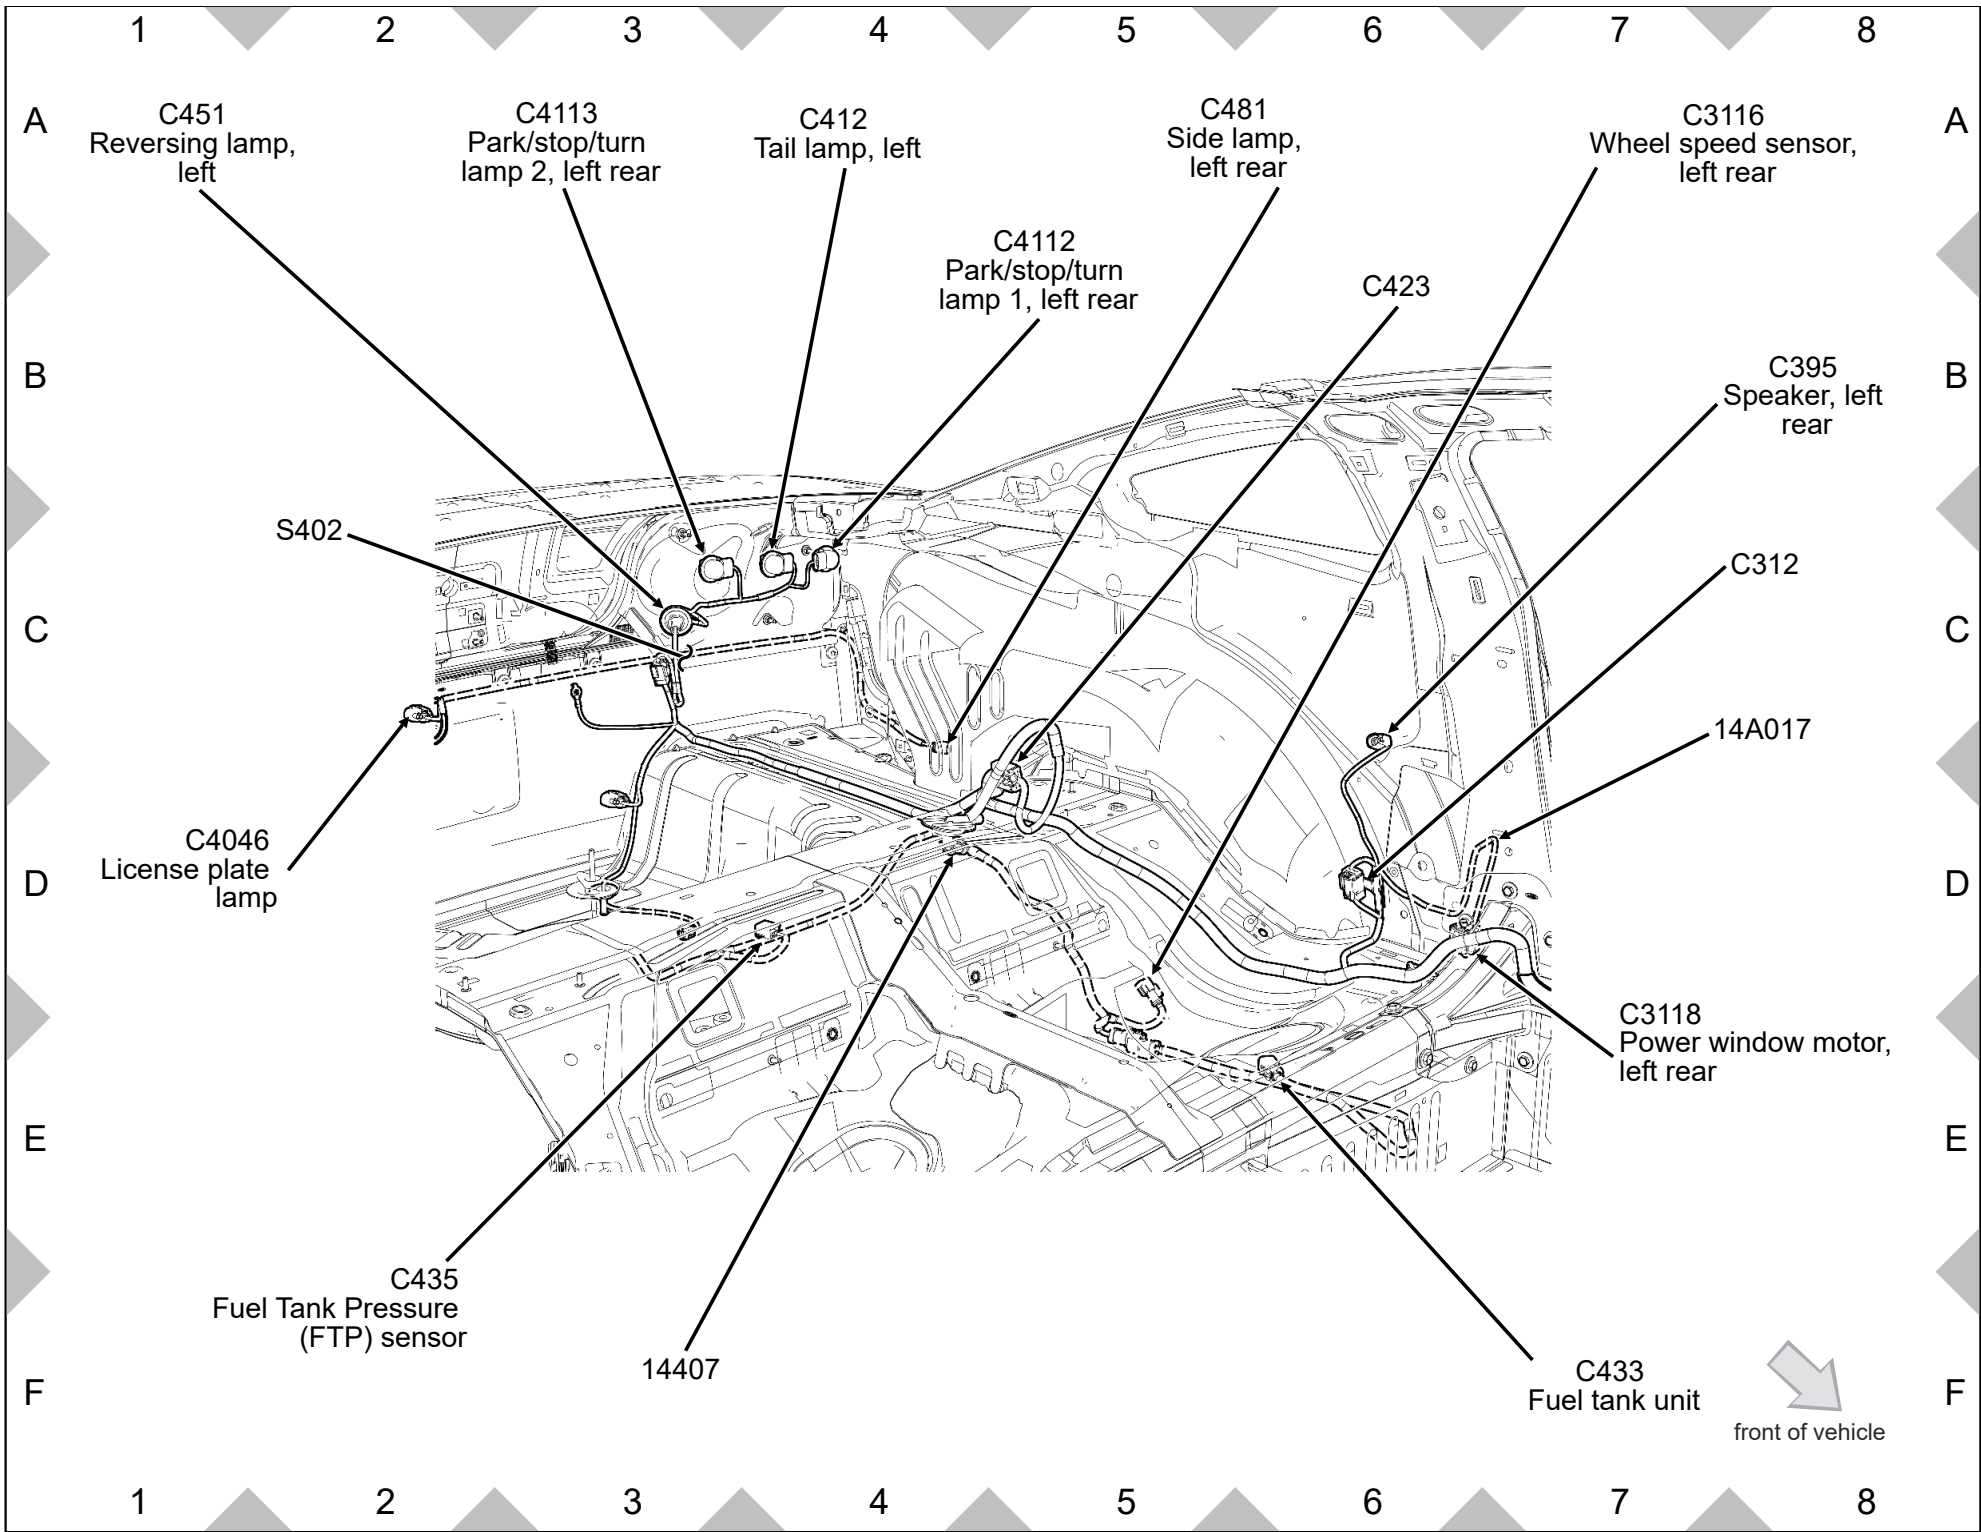 1 2 3 4 5 6 7 8
A A
C451
Reversing lamp,
left
C4113
Park/stop/turn
lamp 2, left rear
C412
Tail lamp, left
C481
Side lamp,
left rear
C3116
Wheel speed sensor,
left rear
C4112
Park/stop/turn
lamp 1, left rear
C423
B B
C395
Speaker, left
rear
S402
C312
C C
14A017
C4046
License plate
lamp
D D
C3118
Power window motor,
left rear
E E
C435
Fuel Tank Pressure
(FTP) sensor
14407
C433
Fuel tank unit
F F
front of vehicle
1 2 3 4 5 6 7 8